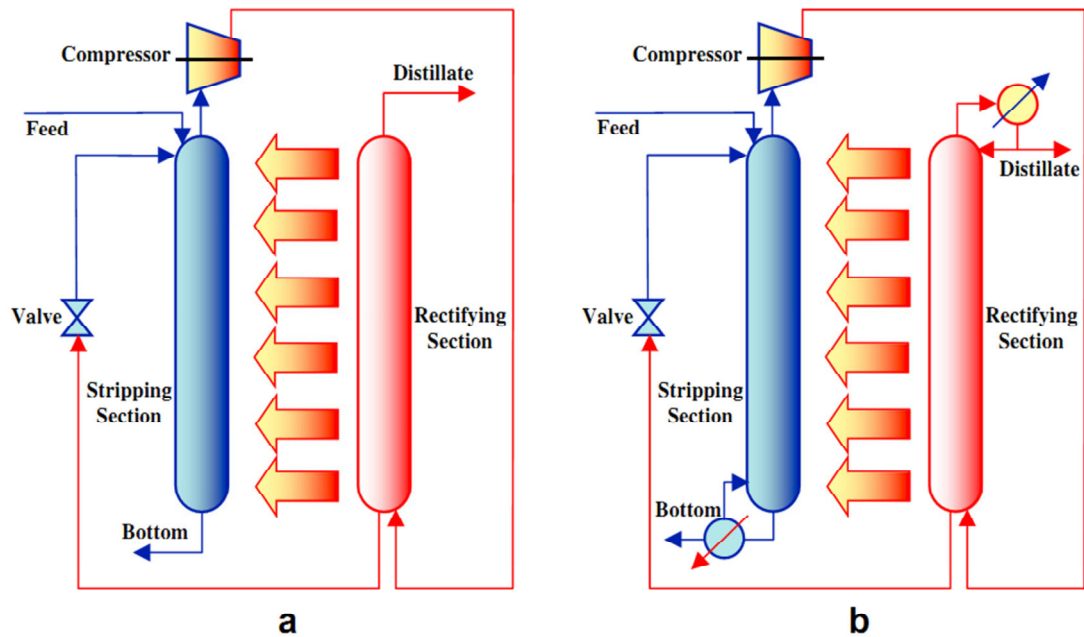 Compressor
Distillate
Feed
Valve
Rectifying
Section
Stripping
Section
Bottom
a
Compressor
Feed
Distillate
Valve
Rectifying
Section
Stripping
Section
Bottom
b